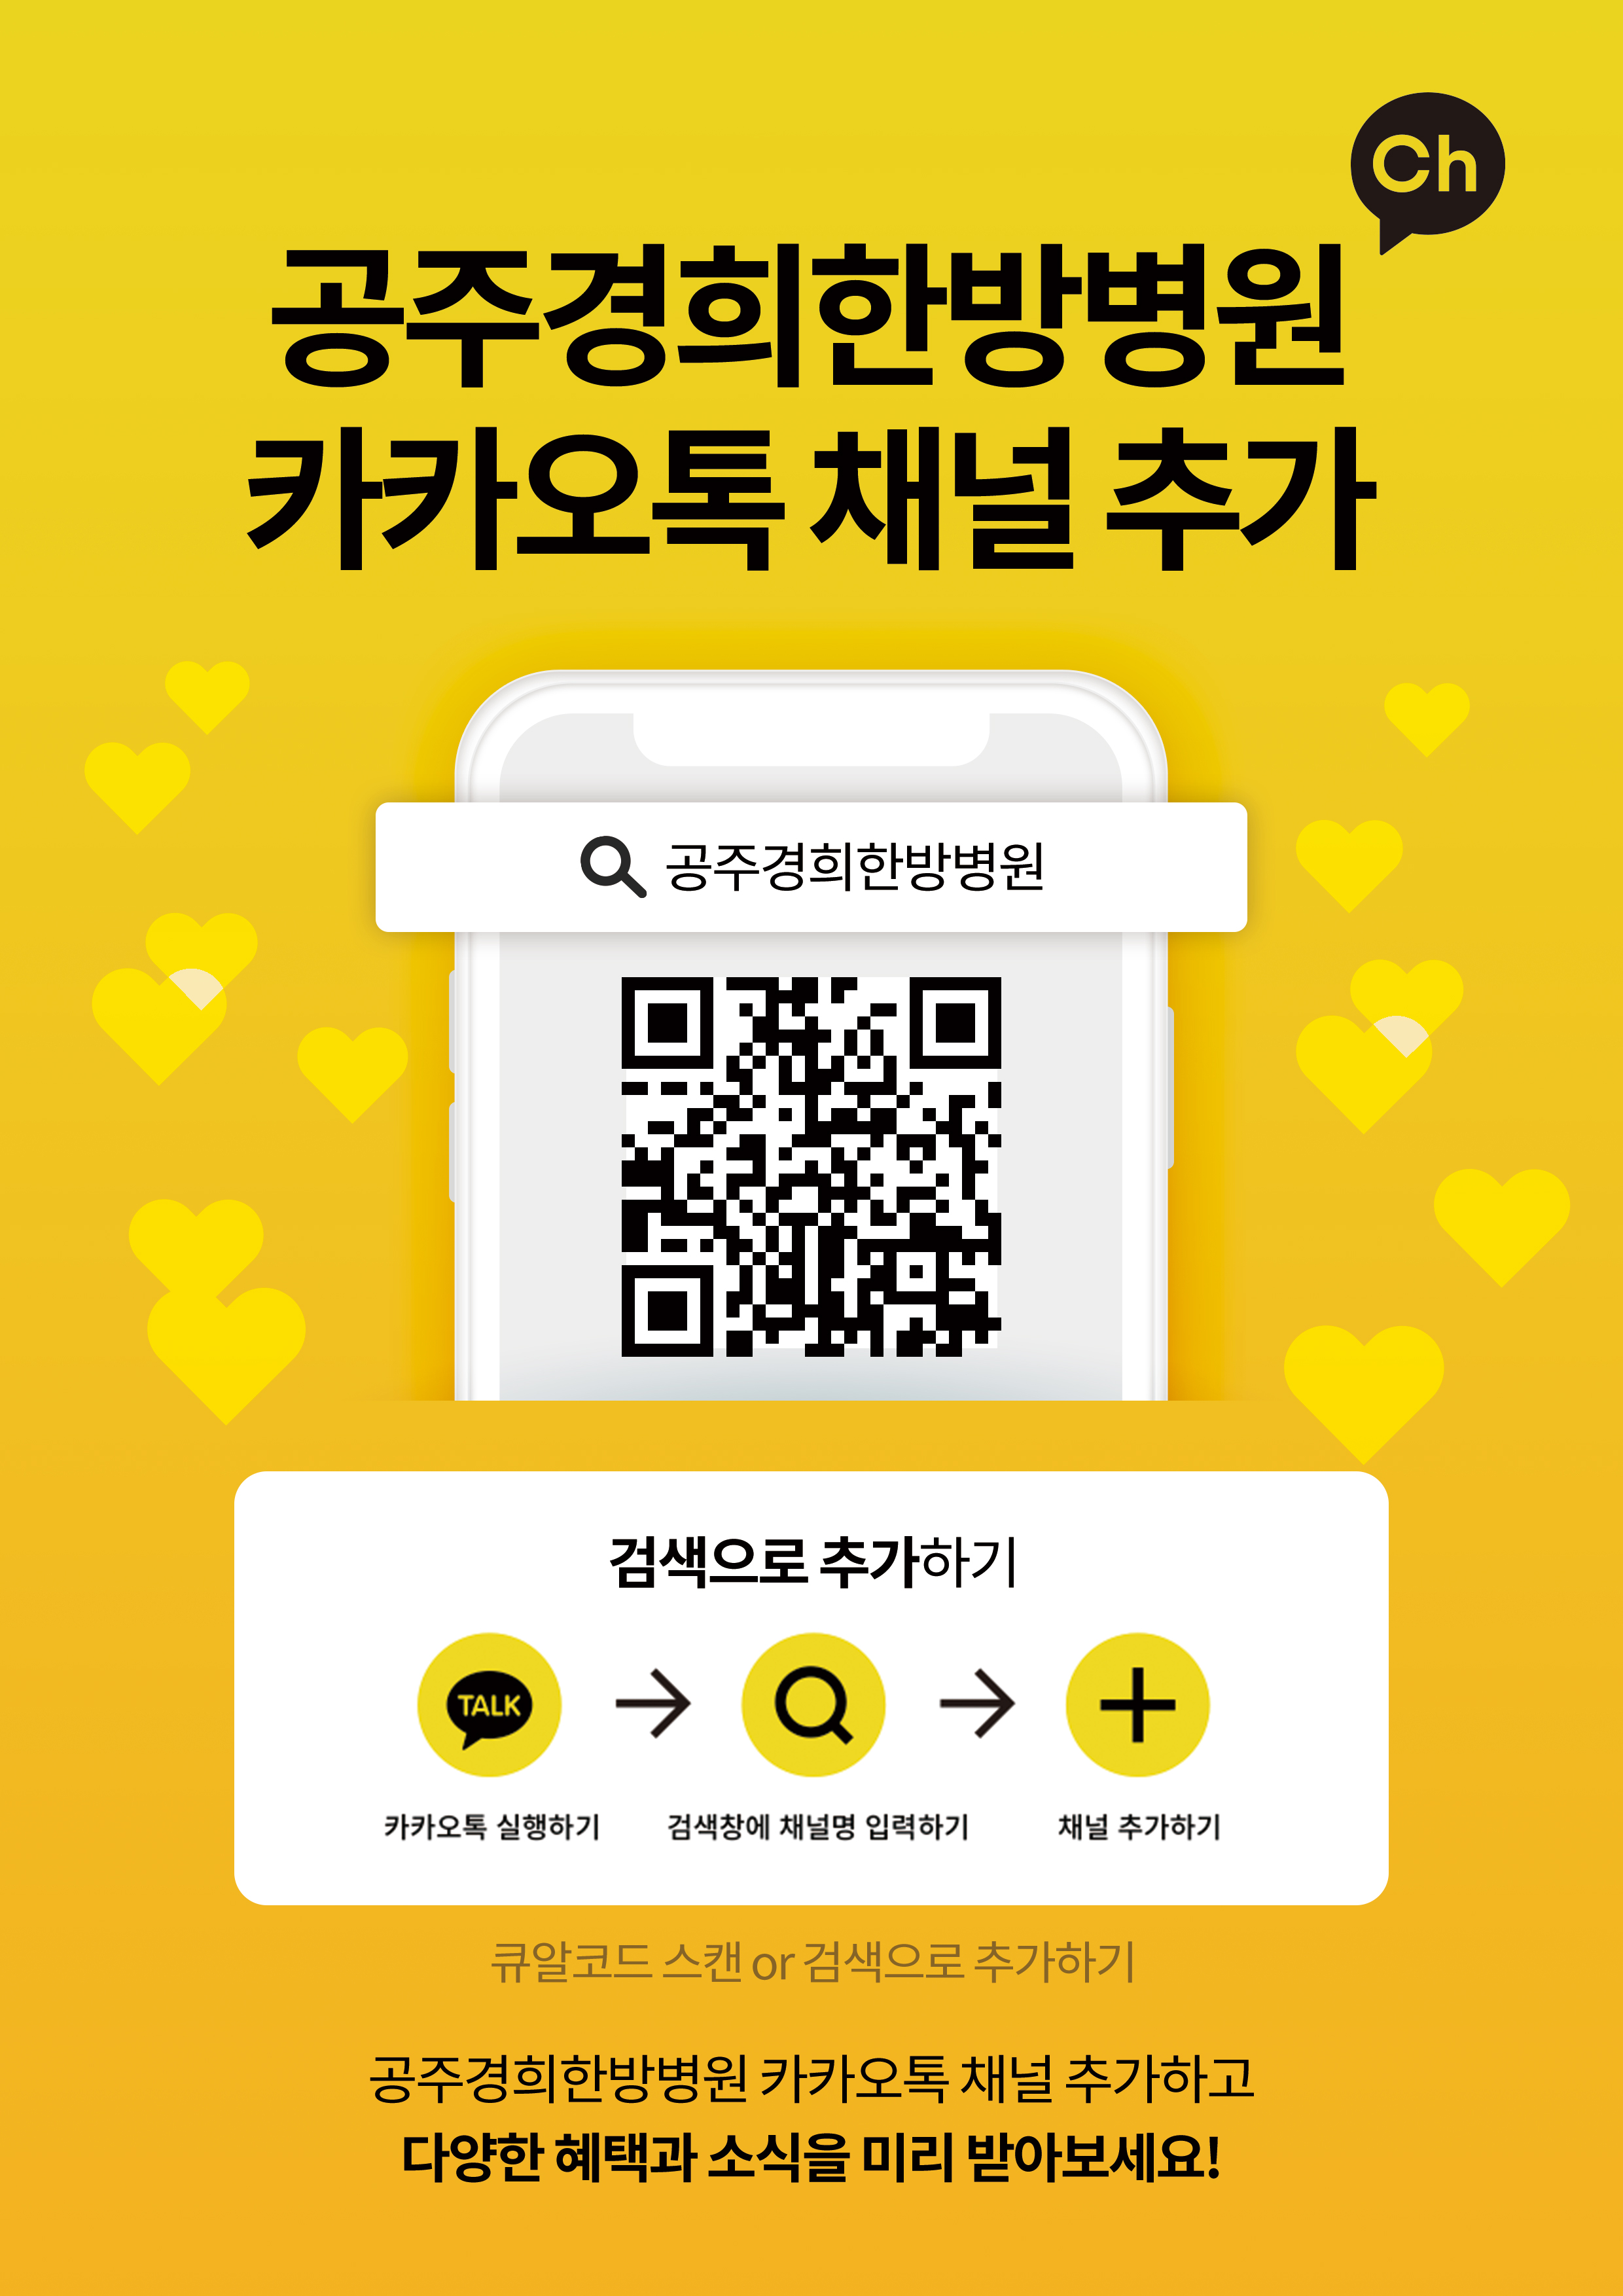 Ch
공주경희한방병원
카카오톡 채널 추가
공주경희한방병원
검색으로 추가하기
TALK
카카오톡 실행하기
검색창에 채널명 입력하기
채널 추가하기
큐알코드 스캔 or 검색으로 추가하기
공주경희한방병원 카카오톡 채널 추가하고
다양한 혜택과 소식을 미리 받아보세요!